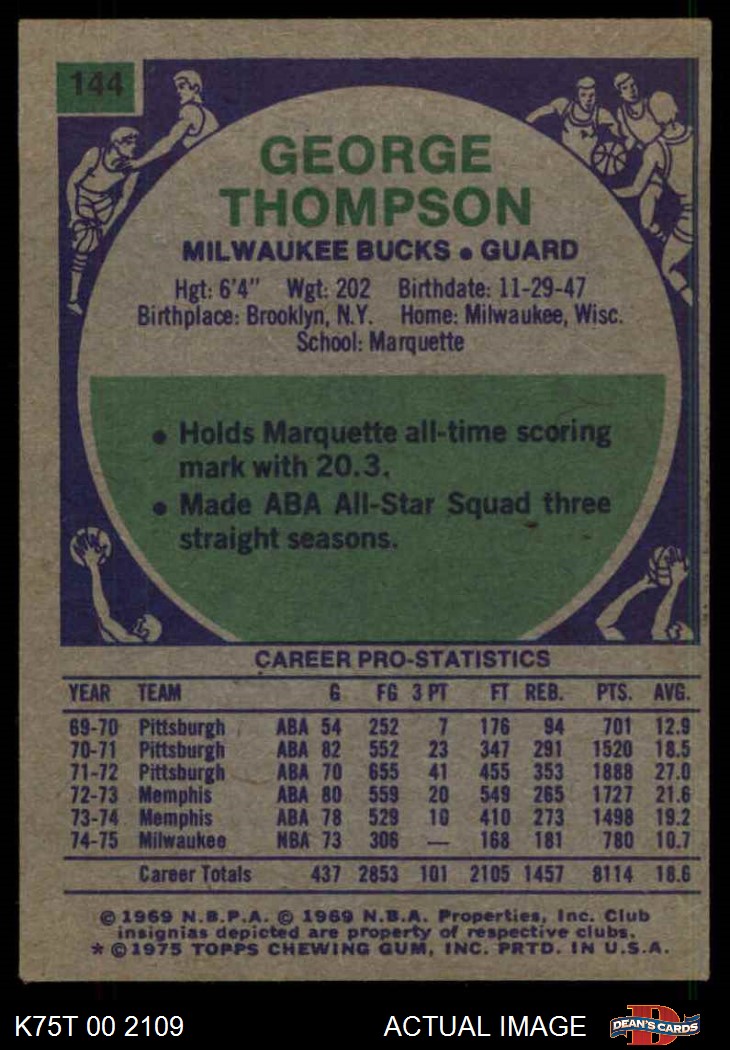 144
GEORGE
THOMPSON
MILWAUKEE BUCKS • GUARD
Hgt: 6'4" Wgt: 202 Birthdate: 11-29-47
Birthplace: Brooklyn, N.Y. Home: Milwaukee, Wisc.
School: Marquette
• Holds Marquette all-time scoring
mark with 20.3.
• Made ABA All-Star Squad three
straight seasons.
CAREER PRO-STATISTICS
YEAR TEAM G FG 3 PT FT REB. PTS. AVG.
69-70 Pittsburgh ABA 54 252 7 176 94 701 12.9
70-71 Pittsburgh ABA 82 552 23 347 291 1520 18.5
71-72 Pittsburgh ABA 70 655 41 455 353 1888 27.0
72-73 Memphis ABA 80 559 20 549 265 1727 21.6
73-74 Memphis ABA 78 529 10 410 273 1498 19.2
74-75 Milwaukee NBA 73 306 — 168 181 780 10.7
Career Totals 437 2853 101 2105 1457 8114 18.6
© 1969 N.B.P.A. © 1969 N.B.A. Properties, Inc. Club
insignias depicted are property of respective clubs.
* © 1975 TOPPS CHEWING GUM, INC. PRTD. IN U.S.A.
K75T 00 2109 ACTUAL IMAGE DEAN'S CARDS